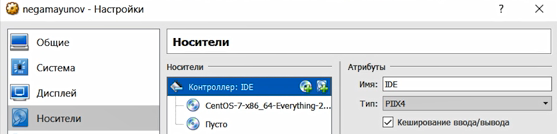 negamayunov - Настройки
Общие
Система
Дисплей
Носители
Носители
Носители
Контроллер: IDE
CentOS-7-x86_64-Everything-2...
Пусто
Атрибуты
Имя: IDE
Тип: PIIX4
Кеширование ввода/вывода